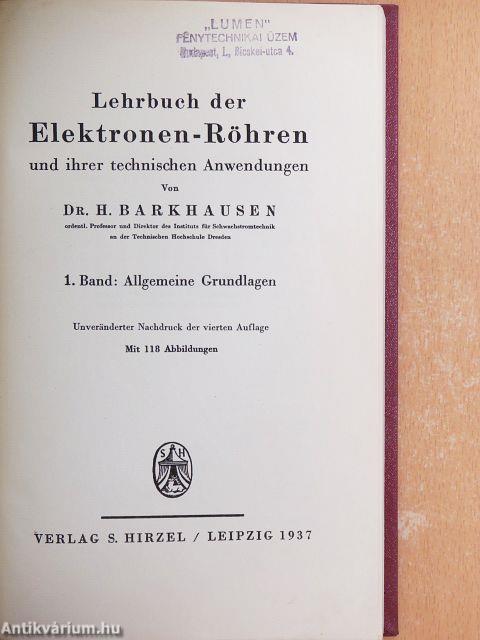 „LUMEN"
FÉNYTECHNIKAI ÜZEM
Budapest, I., Bicskei-utca 4.
Lehrbuch der
Elektronen-Röhren
und ihrer technischen Anwendungen
Von
DR. H. BARKHAUSEN
ordentl. Professor und Direktor des Instituts für Schwachstromtechnik
an der Technischen Hochschule Dresden
1. Band: Allgemeine Grundlagen
Unveränderter Nachdruck der vierten Auflage
Mit 118 Abbildungen
S H
VERLAG S. HIRZEL / LEIPZIG 1937
Antikvárium.hu